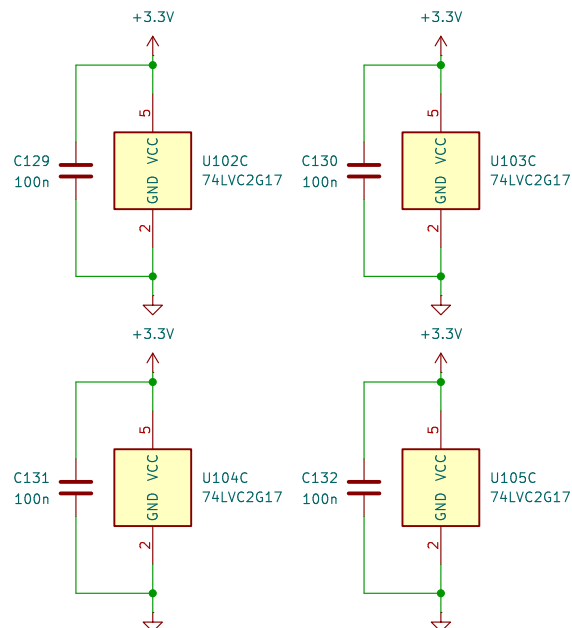 +3.3V
+3.3V
5
5
C129
100n
VCC
GND
U102C
74LVC2G17
C130
100n
VCC
GND
U103C
74LVC2G17
2
2
+3.3V
+3.3V
5
5
C131
100n
VCC
GND
U104C
74LVC2G17
C132
100n
VCC
GND
U105C
74LVC2G17
2
2